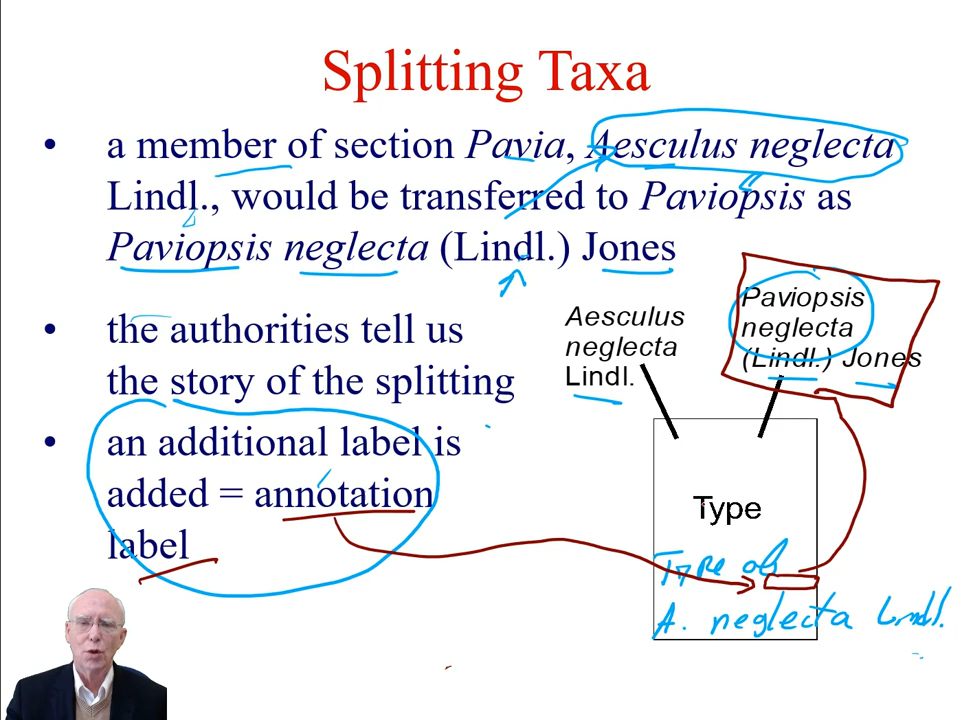 Splitting Taxa
• a member of section Pavia, Aesculus neglecta
Lindl., would be transferred to Paviopsis as
Paviopsis neglecta (Lindl.) Jones
• the authorities tell us
the story of the splitting
• an additional label is
added = annotation
label
Aesculus
neglecta
Lindl.
Paviopsis
neglecta
(Lindl.) Jones
Type
Type of
A. neglecta Lindl.